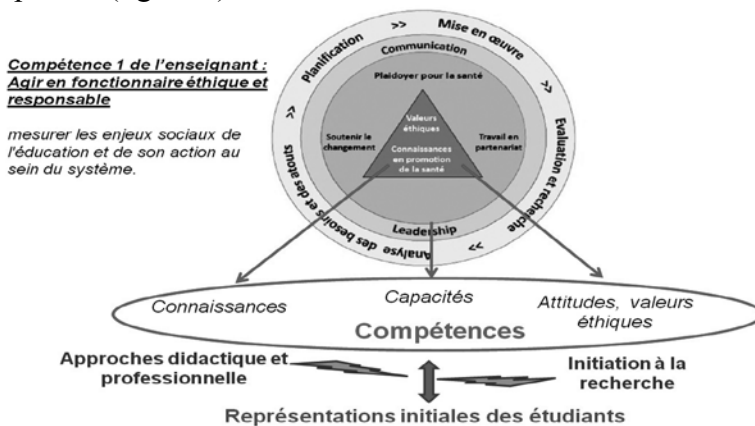 Compétence 1 de l'enseignant :
Agir en fonctionnaire éthique et
responsable
mesurer les enjeux sociaux de
l'éducation et de son action au
sein du système.
>> Planification >> Mise en œuvre >> Evaluation et recherche >> Analyse des besoins et des atouts
Communication
Plaidoyer pour la santé
Valeurs
éthiques
Soutenir le
changement
Travail en
partenariat
Connaissances
en promotion
de la santé
Leadership
Connaissances
Capacités
Attitudes, valeurs
éthiques
Compétences
Approches didactique et
professionnelle
Initiation à la
recherche
Représentations initiales des étudiants